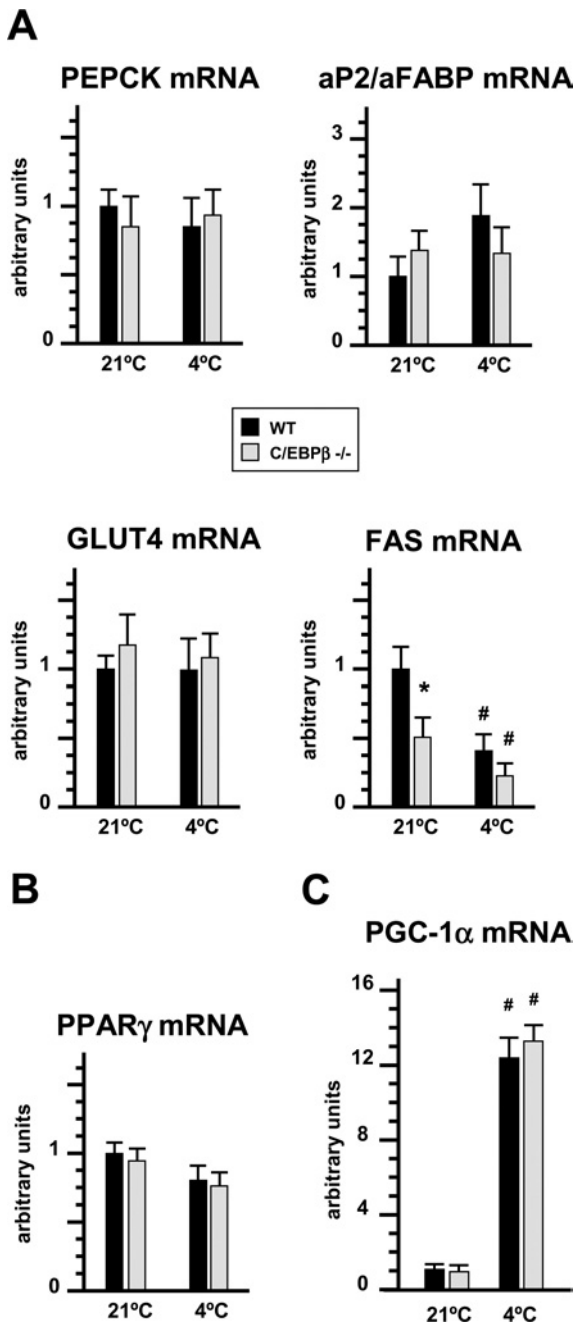 A
PEPCK mRNA
arbitrary units
1
0
21ºC 4ºC
aP2/aFABP mRNA
arbitrary units
3
2
1
0
21ºC 4ºC
WT
C/EBPβ -/-
GLUT4 mRNA
arbitrary units
1
0
21ºC 4ºC
FAS mRNA
arbitrary units
1
0
*
#
#
21ºC 4ºC
B
PPARγ mRNA
arbitrary units
1
0
21ºC 4ºC
C
PGC-1α mRNA
arbitrary units
16
12
8
4
0
# #
21ºC 4ºC